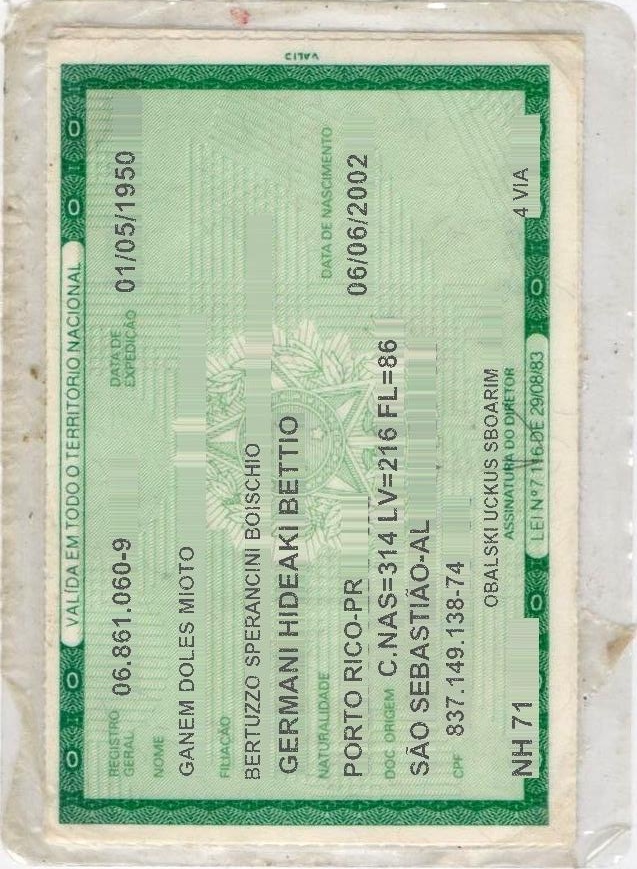 VALIDA EM TODO O TERRITÓRIO NACIONAL
REGISTRO GERAL 06.861.060-9 DATA DE EXPEDIÇÃO 01/05/1950
NOME
GANEM DOLES MIOTO
FILIAÇÃO
BERTUZZO SPERANCINI BOISCHIO
GERMANI HIDEAKI BETTIO
NATURALIDADE DATA DE NASCIMENTO
PORTO RICO-PR 06/06/2002
DOC ORIGEM C.NAS=314 LV=216 FL=86
SÃO SEBASTIÃO-AL
CPF 837.149.138-74
OBALSKI UCKUS SBOARIM
ASSINATURA DO DIRETOR
NH 71 4 VIA
LEI Nº 7.116 DE 29/08/83